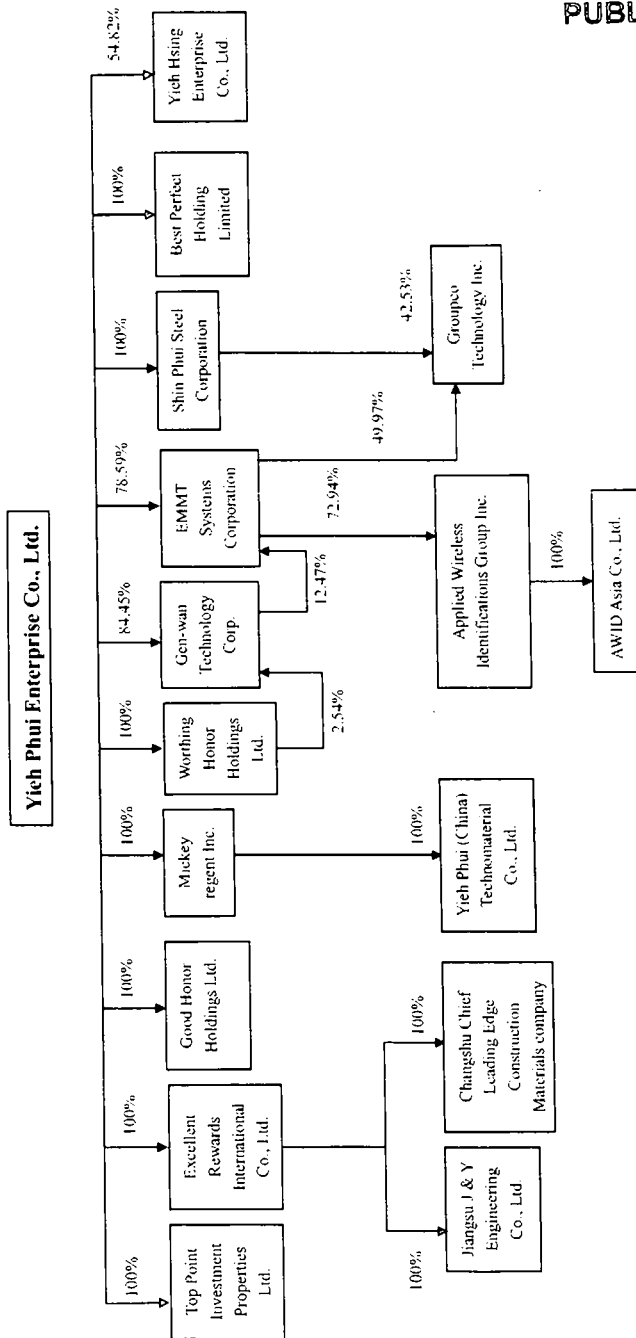 PUBL
Yieh Phui Enterprise Co., Ltd.
100%
100%
100%
100%
100%
84.45%
78.59%
100%
100%
54.82%
Top Point
Investment
Properties
Ltd.
Excellent
Rewards
International
Co., Ltd.
Good Honor
Holdings Ltd.
Mickey
regent Inc.
Worthing
Honor
Holdings
Ltd.
Gen-wan
Technology
Corp.
EMMT
Systems
Corporation
Shin Phui Steel
Corporation
Best Perfect
Holding
Limited
Yieh Hsing
Enterprise
Co., Ltd.
2.54%
12.47%
100%
100%
100%
72.94%
49.97%
42.53%
Jiangsu J & Y
Engineering
Co., Ltd.
Changshu Chief
Leading Edge
Construction
Materials company
Yieh Phui (China)
Technomaterial
Co., Ltd.
Applied Wireless
Identifications Group Inc.
Groupco
Technology Inc.
100%
AWID Asia Co., Ltd.